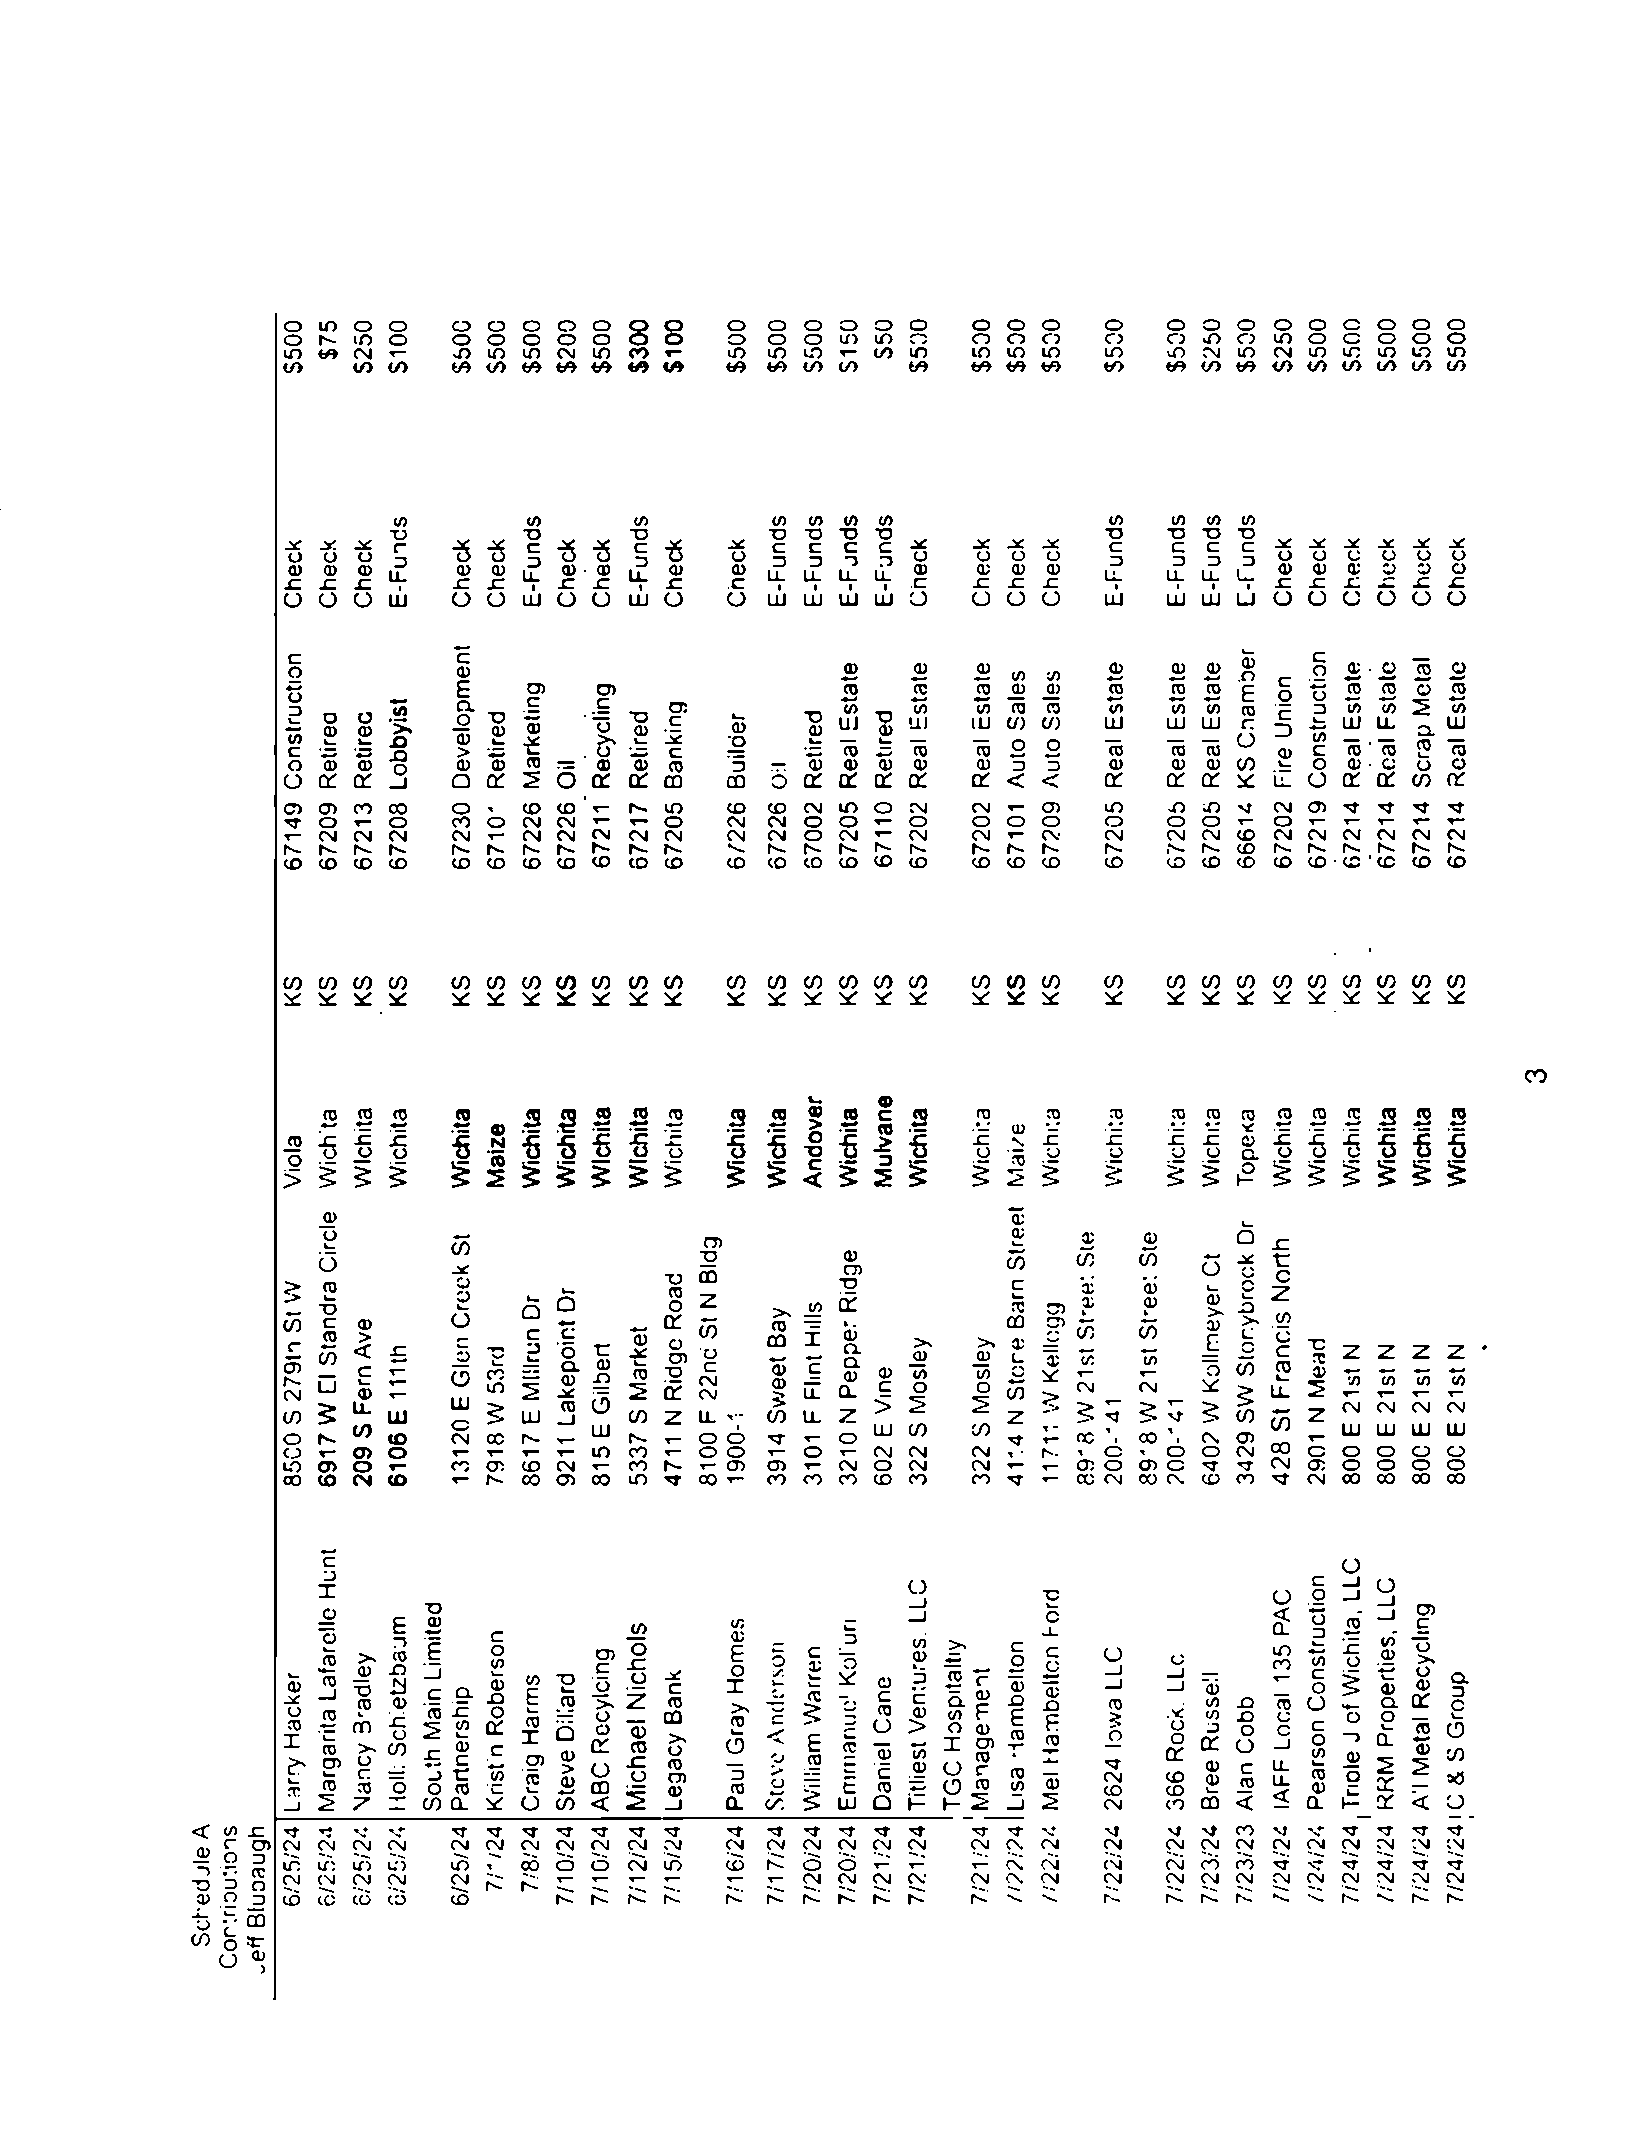 Schedule A
Contributions
Jeff Blubaugh
6/25/24 Larry Hacker 8500 S 279th St W Viola KS 67149 Construction Check $500
6/25/24 Margarita Lafarelle Hunt 6917 W El Standra Circle Wichita KS 67209 Retired Check $75
6/25/24 Nancy Bradley 209 S Fern Ave Wichita KS 67213 Retired Check $250
6/25/24 Holli Schletzbaum 6106 E 111th Wichita KS 67208 Lobbyist E-Funds $100
South Main Limited
6/25/24 Partnership 13120 E Glen Creek St Wichita KS 67230 Development Check $500
7/1/24 Kristin Roberson 7918 W 53rd Maize KS 67101 Retired Check $500
7/8/24 Craig Harms 8617 E Millrun Dr Wichita KS 67226 Marketing E-Funds $500
7/10/24 Steve Dillard 9211 Lakepoint Dr Wichita KS 67226 Oil Check $200
7/10/24 ABC Recylcing 815 E Gilbert Wichita KS 67211 Recycling Check $500
7/12/24 Michael Nichols 5337 S Market Wichita KS 67217 Retired E-Funds $300
7/15/24 Legacy Bank 4711 N Ridge Road Wichita KS 67205 Banking Check $100
8100 E 22nd St N Bldg
7/16/24 Paul Gray Homes 1900-1 Wichita KS 67226 Builder Check $500
7/17/24 Steve Anderson 3914 Sweet Bay Wichita KS 67226 Oil E-Funds $500
7/20/24 William Warren 3101 E Flint Hills Andover KS 67002 Retired E-Funds $500
7/20/24 Emmanuel 3210 N Pepper Ridge Wichita KS 67205 Real Estate E-Funds $150
7/21/24 Daniel Cane 602 E Vine Mulvane KS 67110 Retired E-Funds $50
7/21/24 Titliest Ventures, LLC 322 S Mosley Wichita KS 67202 Real Estate Check $500
TGC Hospitaltiy
7/21/24 Management 322 S Mosley Wichita KS 67202 Real Estate Check $500
7/22/24 Lisa Hambelton 4114 N Stone Barn Street Maize KS 67101 Auto Sales Check $500
7/22/24 Mel Hambelton Ford 11711 W Kellogg Wichita KS 67209 Auto Sales Check $500
8918 W 21st Street Ste
7/22/24 2624 Iowa LLC 200-141 Wichita KS 67205 Real Estate E-Funds $500
8918 W 21st Street Ste
7/22/24 366 Rock, LLc 200-141 Wichita KS 67205 Real Estate E-Funds $500
7/23/24 Bree Russell 6402 W Kollmeyer Ct Wichita KS 67205 Real Estate E-Funds $250
7/23/23 Alan Cobb 3429 SW Stonybrook Dr Topeka KS 66614 KS Chamber E-Funds $500
7/24/24 IAFF Local 135 PAC 428 St Francis North Wichita KS 67202 Fire Union Check $250
7/24/24 Pearson Construction 2901 N Mead Wichita KS 67219 Construction Check $500
7/24/24 Triple J of Wichita, LLC 800 E 21st N Wichita KS 67214 Real Estate Check $500
7/24/24 RRM Properties, LLC 800 E 21st N Wichita KS 67214 Real Estate Check $500
7/24/24 A1 Metal Recycling 800 E 21st N Wichita KS 67214 Scrap Metal Check $500
7/24/24 C & S Group 800 E 21st N Wichita KS 67214 Real Estate Check $500
3